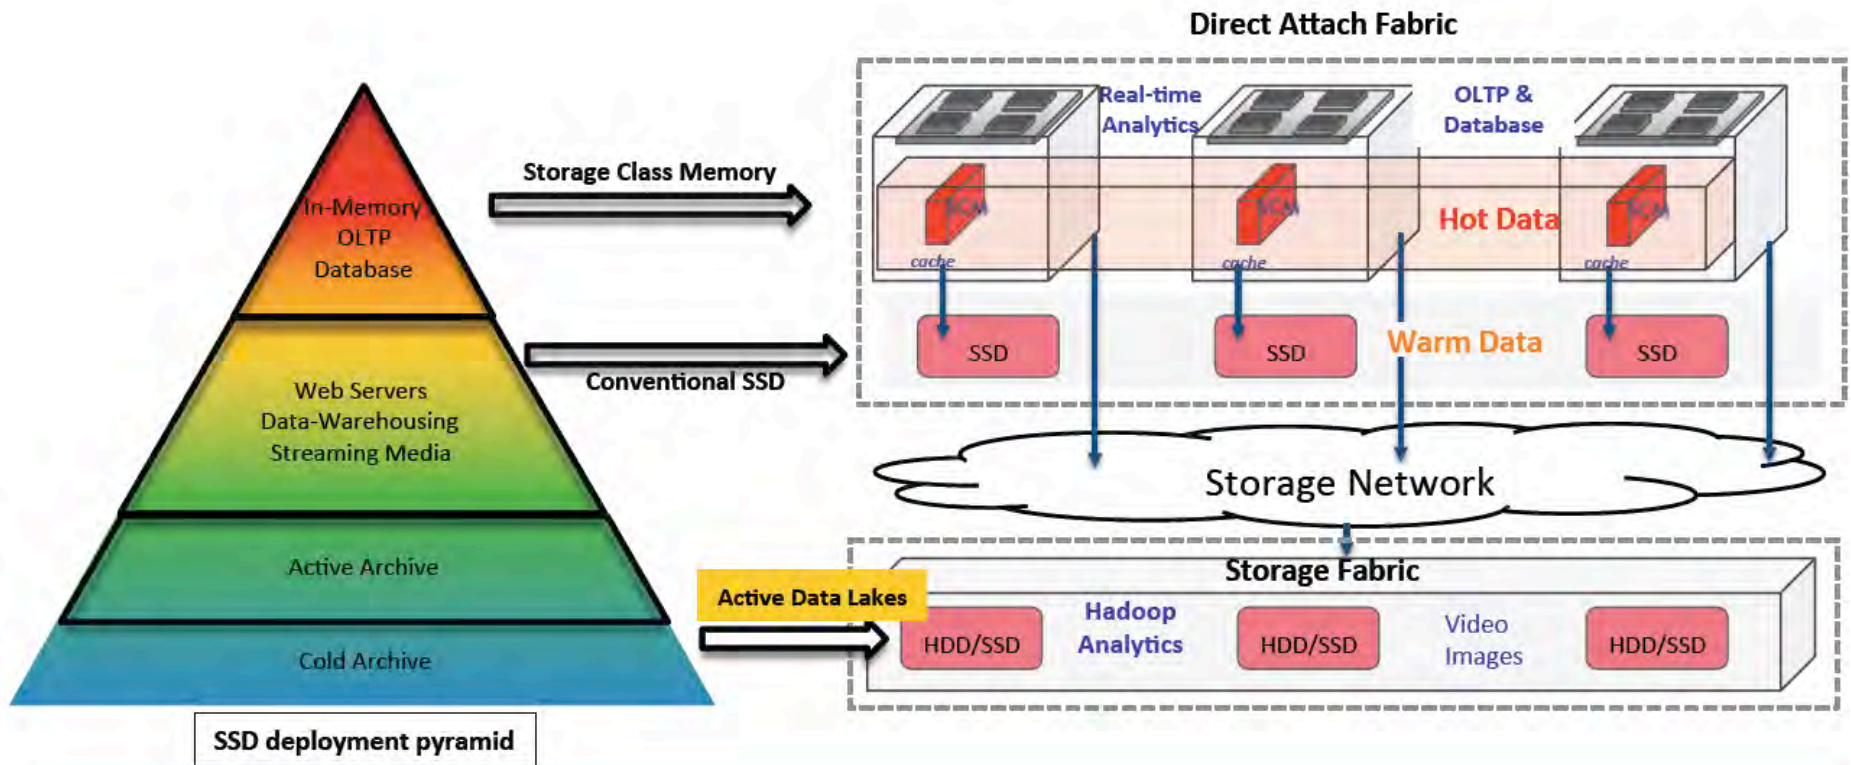 Direct Attach Fabric
Real-time
Analytics
OLTP &
Database
Storage Class Memory
In-Memory
OLTP
Database
SCM
SCM
Hot Data
SCM
cache
cache
cache
SSD
SSD
Warm Data
SSD
Conventional SSD
Web Servers
Data-Warehousing
Streaming Media
Storage Network
Active Archive
Storage Fabric
Active Data Lakes
HDD/SSD
Hadoop
Analytics
HDD/SSD
Video
Images
HDD/SSD
Cold Archive
SSD deployment pyramid